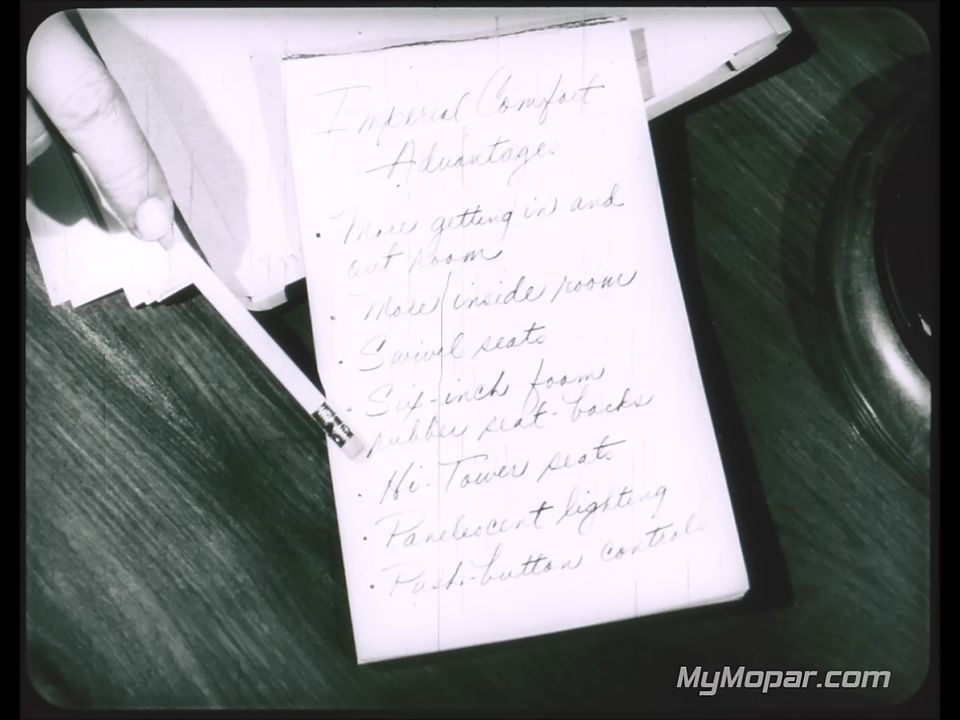 Imperial Comfort
Advantages
· More getting in and
out room
· More inside room
· Swivel seats
· Six-inch foam
rubber seat-backs
· Hi-Tower seats
· Panelescent lighting
· Push-button controls
MyMopar.com